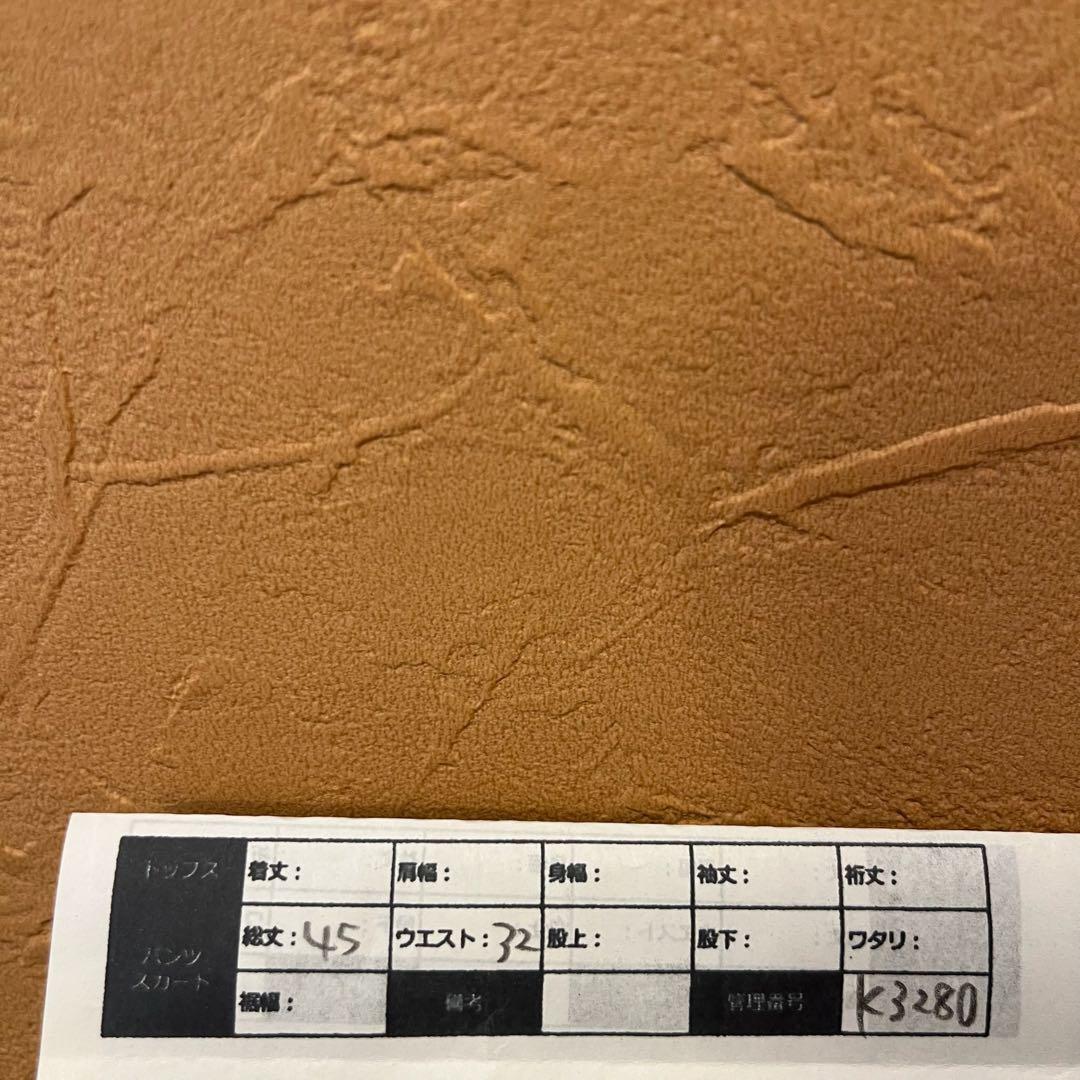 トップス 着丈： 肩幅： 身幅： 袖丈： 裄丈：
パンツ スカート 総丈：45 ウエスト：32 股上： 股下： ワタリ：
裾幅： 備考 管理番号 K3280